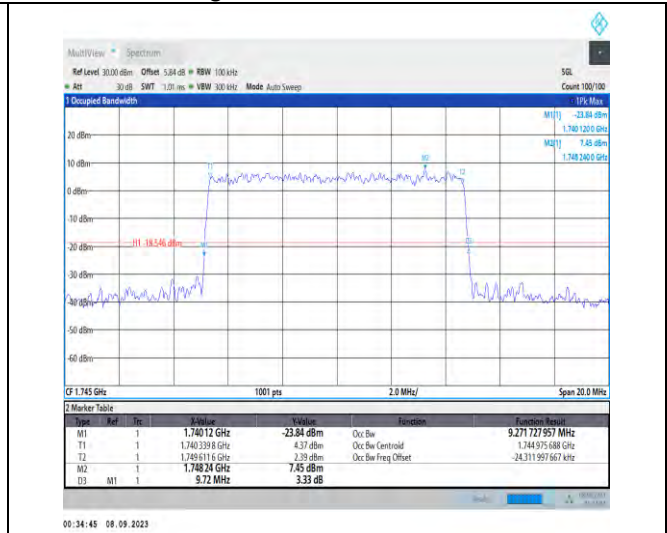 MultiView Spectrum
Ref Level 30.00 dBm Offset 5.84 dB RBW 100 kHz SGL
Att 30 dB SWT 1.01 ms VBW 300 kHz Mode Auto Sweep Count 100/100
1 Occupied Bandwidth 1Pk Max
M1[1] -23.84 dBm
1.740 120 0 GHz
20 dBm M2[1] 7.45 dBm
1.748 240 0 GHz
10 dBm T1 M2 T2
0 dBm
-10 dBm
-20 dBm H1 -18.546 dBm M1 D3
-30 dBm
-40 dBm
-50 dBm
-60 dBm
CF 1.745 GHz 1001 pts 2.0 MHz/ Span 20.0 MHz
2 Marker Table
Type Ref Trc X-Value Y-Value Function Function Result
M1 1 1.74012 GHz -23.84 dBm Occ Bw 9.271 727 957 MHz
T1 1 1.740 339 8 GHz 4.37 dBm Occ Bw Centroid 1.744 975 688 GHz
T2 1 1.749 611 6 GHz 2.39 dBm Occ Bw Freq Offset -24.311 997 667 kHz
M2 1 1.748 24 GHz 7.45 dBm
D3 M1 1 9.72 MHz 3.33 dB
00:34:45 08.09.2023